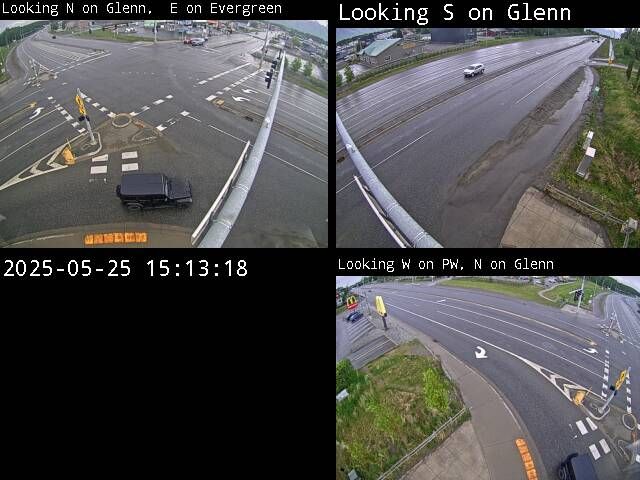 Looking N on Glenn, E on Evergreen
Looking S on Glenn
2025-05-25 15:13:18
Looking W on PW, N on Glenn